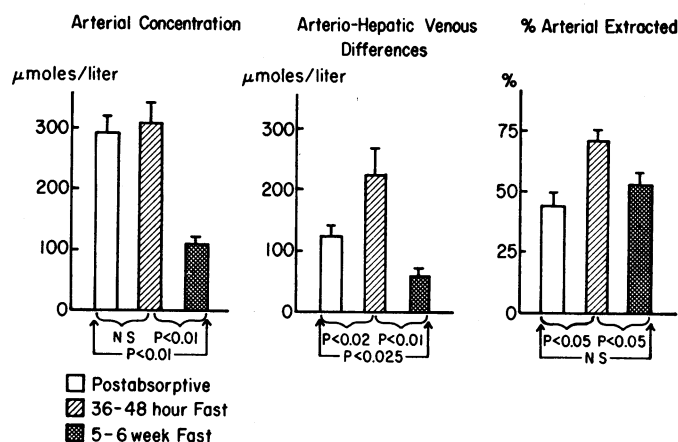 Arterial Concentration
μmoles/liter
300
200
100
0
NS P<0.01
P<0.01
Arterio-Hepatic Venous
Differences
μmoles/liter
300
200
100
0
P<0.02 P<0.01
P<0.025
% Arterial Extracted
%
75
50
25
0
P<0.05 P<0.05
NS
Postabsorptive
36-48 hour Fast
5-6 week Fast